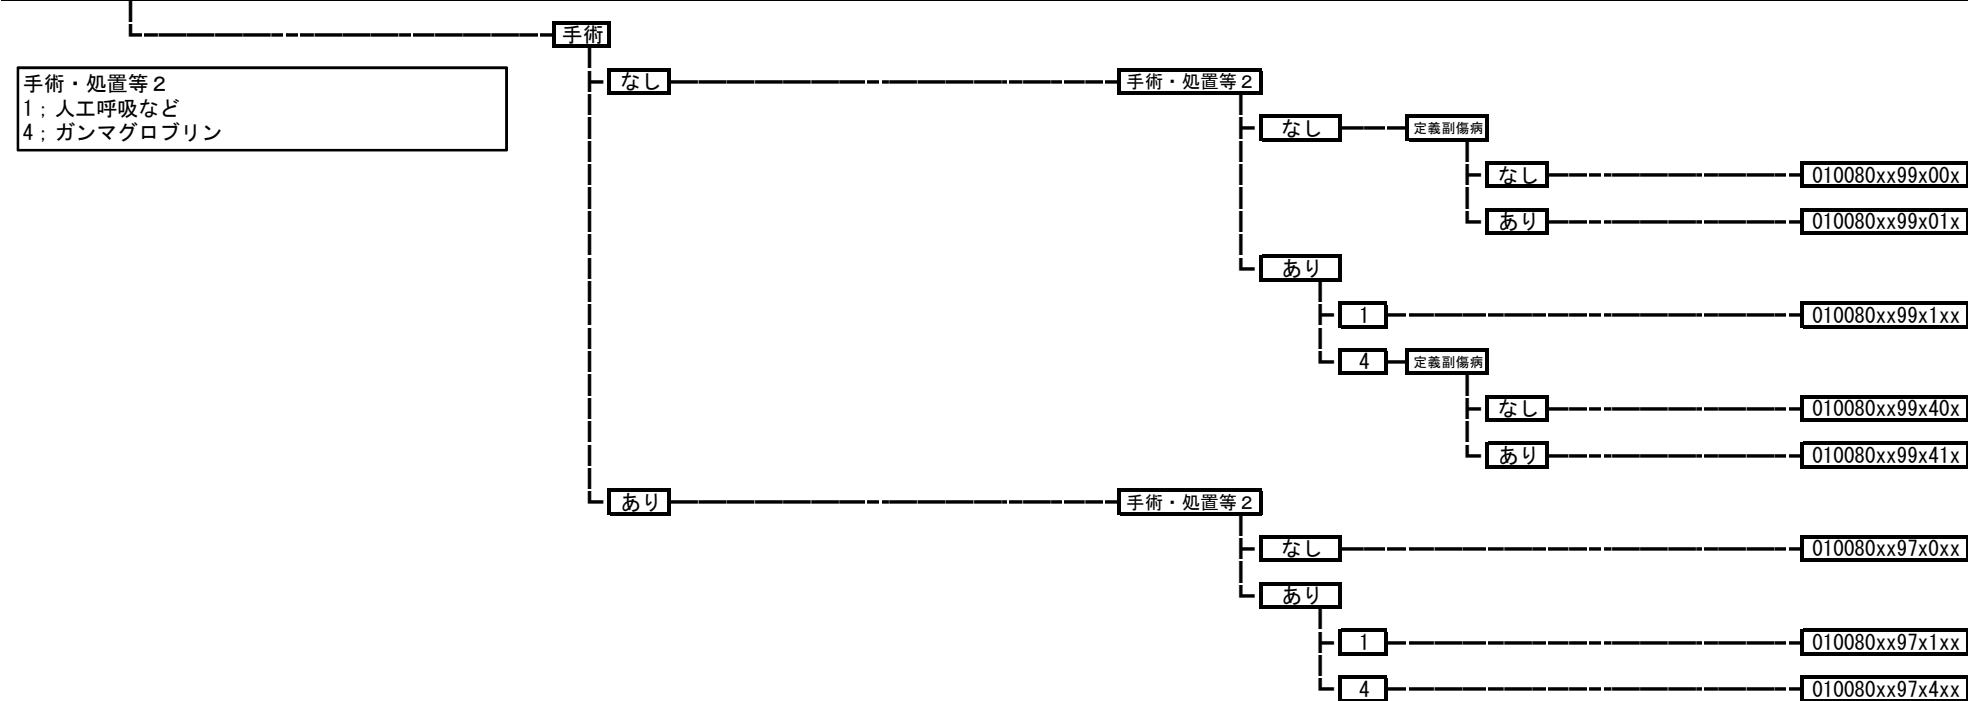 手術
手術・処置等２
1；人工呼吸など
4；ガンマグロブリン
なし
手術・処置等２
なし
定義副傷病
なし
010080xx99x00x
あり
010080xx99x01x
あり
1
010080xx99x1xx
4
定義副傷病
なし
010080xx99x40x
あり
010080xx99x41x
あり
手術・処置等２
なし
010080xx97x0xx
あり
1
010080xx97x1xx
4
010080xx97x4xx